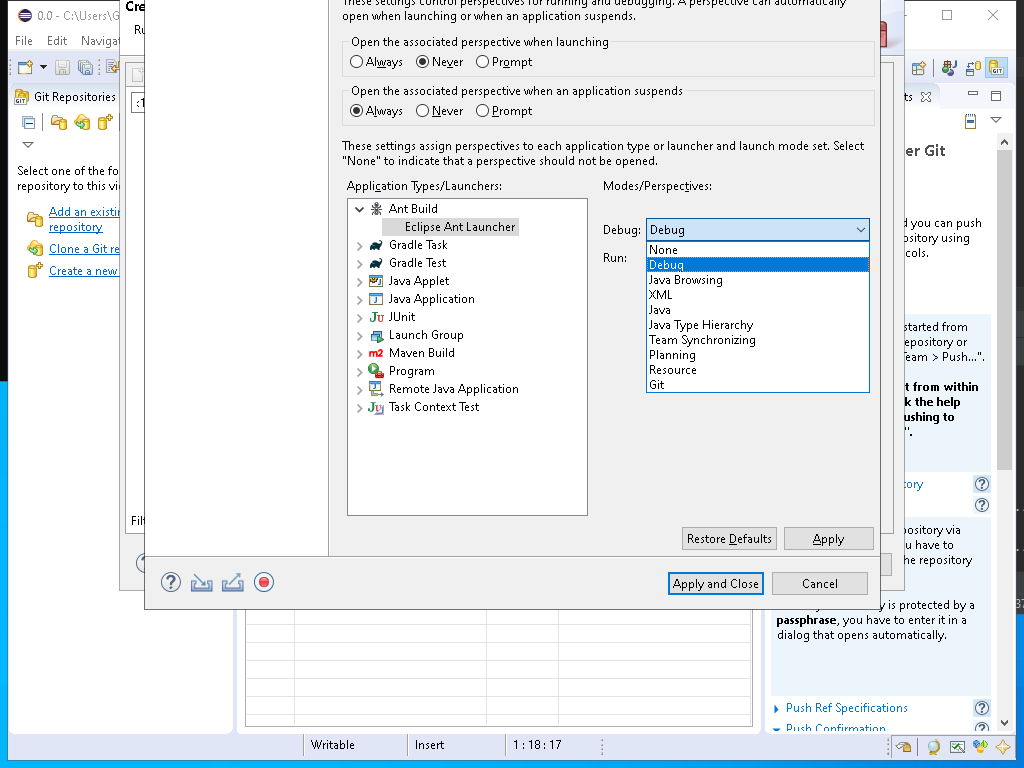 0.0 - C:\Users\G
Cre
These settings control perspectives for running and debugging. A perspective can automatically
open when launching or when an application suspends.
File Edit Navigat
Ru
Open the associated perspective when launching
Always Never Prompt
Git Repositories
Open the associated perspective when an application suspends
Always Never Prompt
ts
:1
These settings assign perspectives to each application type or launcher and launch mode set. Select
"None" to indicate that a perspective should not be opened.
er Git
Select one of the fo
repository to this vi
Add an existin
repository
Clone a Git re
Create a new
Application Types/Launchers:
Ant Build
Eclipse Ant Launcher
Gradle Task
Gradle Test
Java Applet
Java Application
JUnit
Launch Group
Maven Build
Program
Remote Java Application
Task Context Test
Modes/Perspectives:
Debug: Debug
Run:
None
Debug
Java Browsing
XML
Java
Java Type Hierarchy
Team Synchronizing
Planning
Resource
Git
d you can push
ository using
cols.
started from
epository or
Team > Push...".
t from within
k the help
ushing to
".
ory
Filt
Restore Defaults Apply
Apply and Close Cancel
pository via
u have to
he repository
y is protected by a
passphrase, you have to enter it in a
dialog that opens automatically.
Push Ref Specifications
Push Confirmation
Writable Insert 1 : 18 : 17